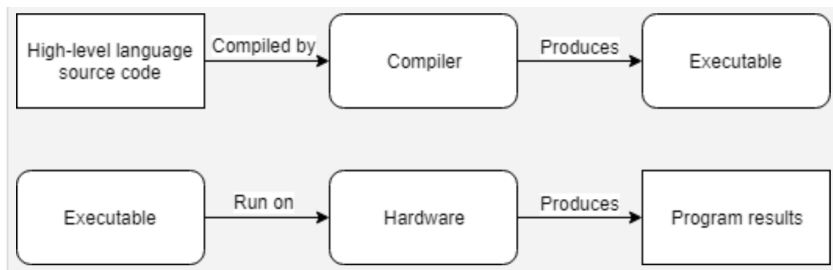 High-level language
source code
Compiled by
Compiler
Produces
Executable
Executable
Run on
Hardware
Produces
Program results